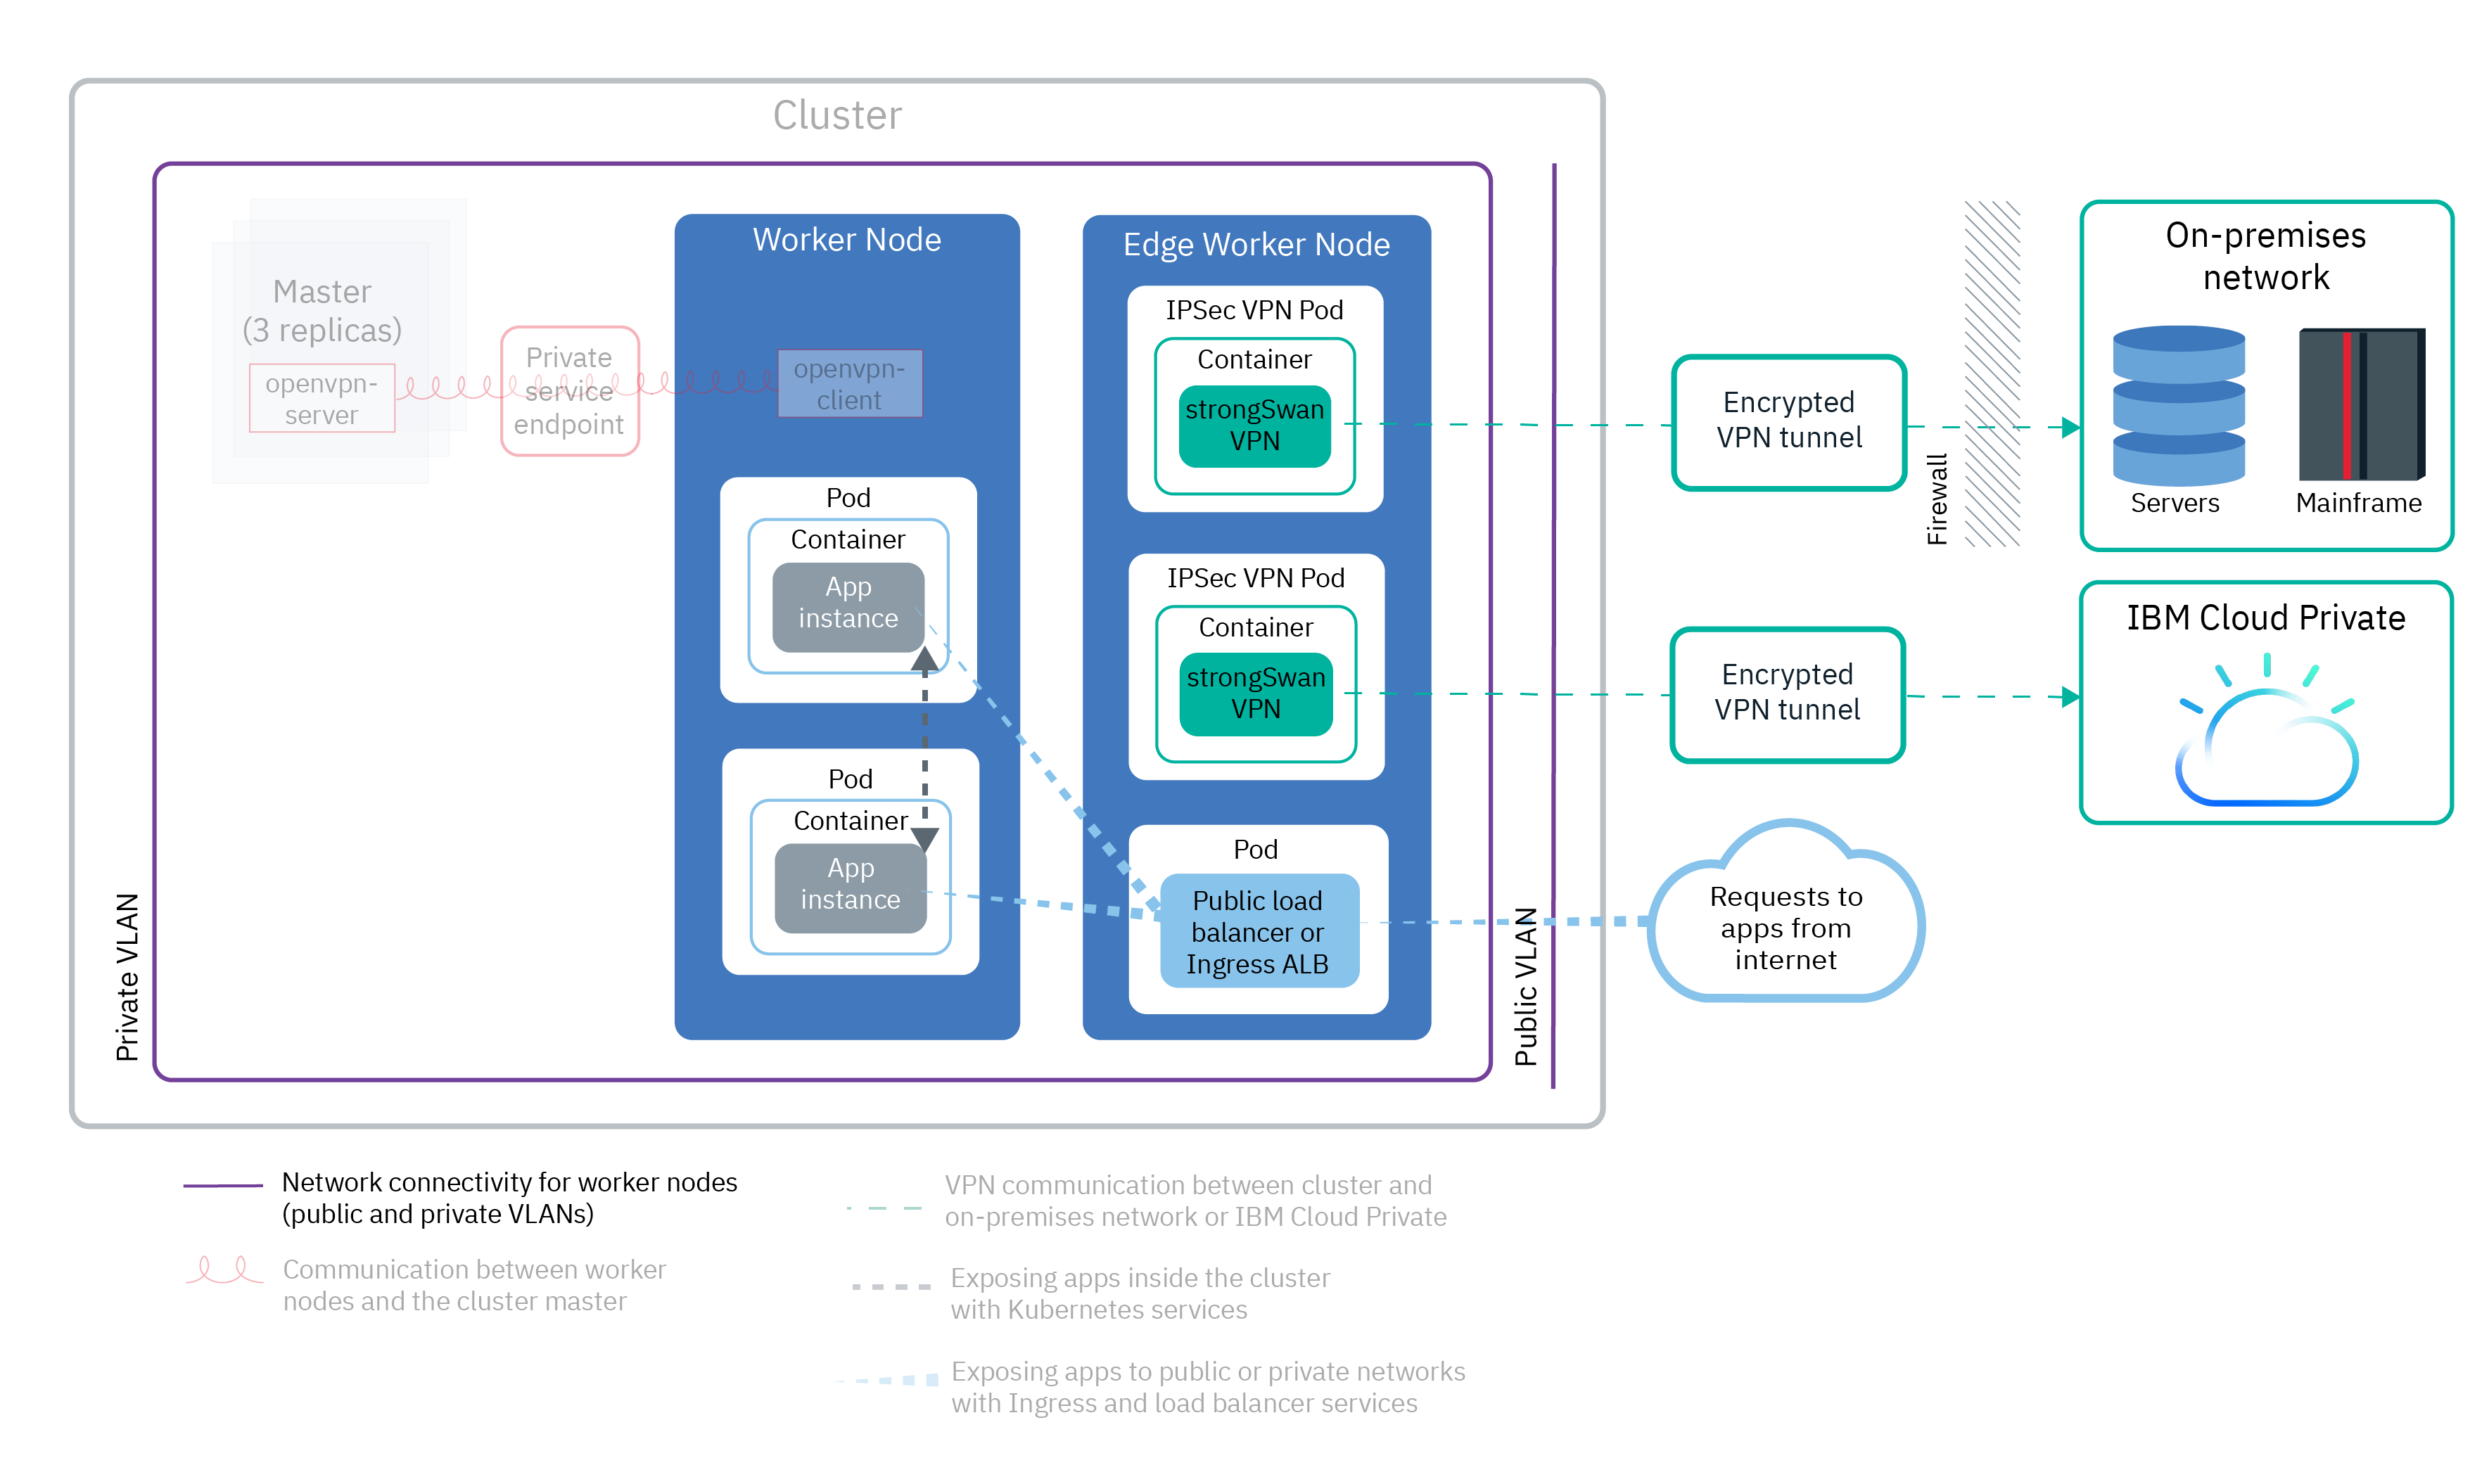 Cluster
Master
(3 replicas)
openvpn-
server
Private
service
endpoint
Worker Node
openvpn-
client
Pod
Container
App
instance
Pod
Container
App
instance
Edge Worker Node
IPSec VPN Pod
Container
strongSwan
VPN
IPSec VPN Pod
Container
strongSwan
VPN
Pod
Public load
balancer or
Ingress ALB
Private VLAN
Public VLAN
Encrypted
VPN tunnel
Firewall
On-premises
network
Servers
Mainframe
Encrypted
VPN tunnel
IBM Cloud Private
Requests to
apps from
internet
Network connectivity for worker nodes
(public and private VLANs)
Communication between worker
nodes and the cluster master
VPN communication between cluster and
on-premises network or IBM Cloud Private
Exposing apps inside the cluster
with Kubernetes services
Exposing apps to public or private networks
with Ingress and load balancer services